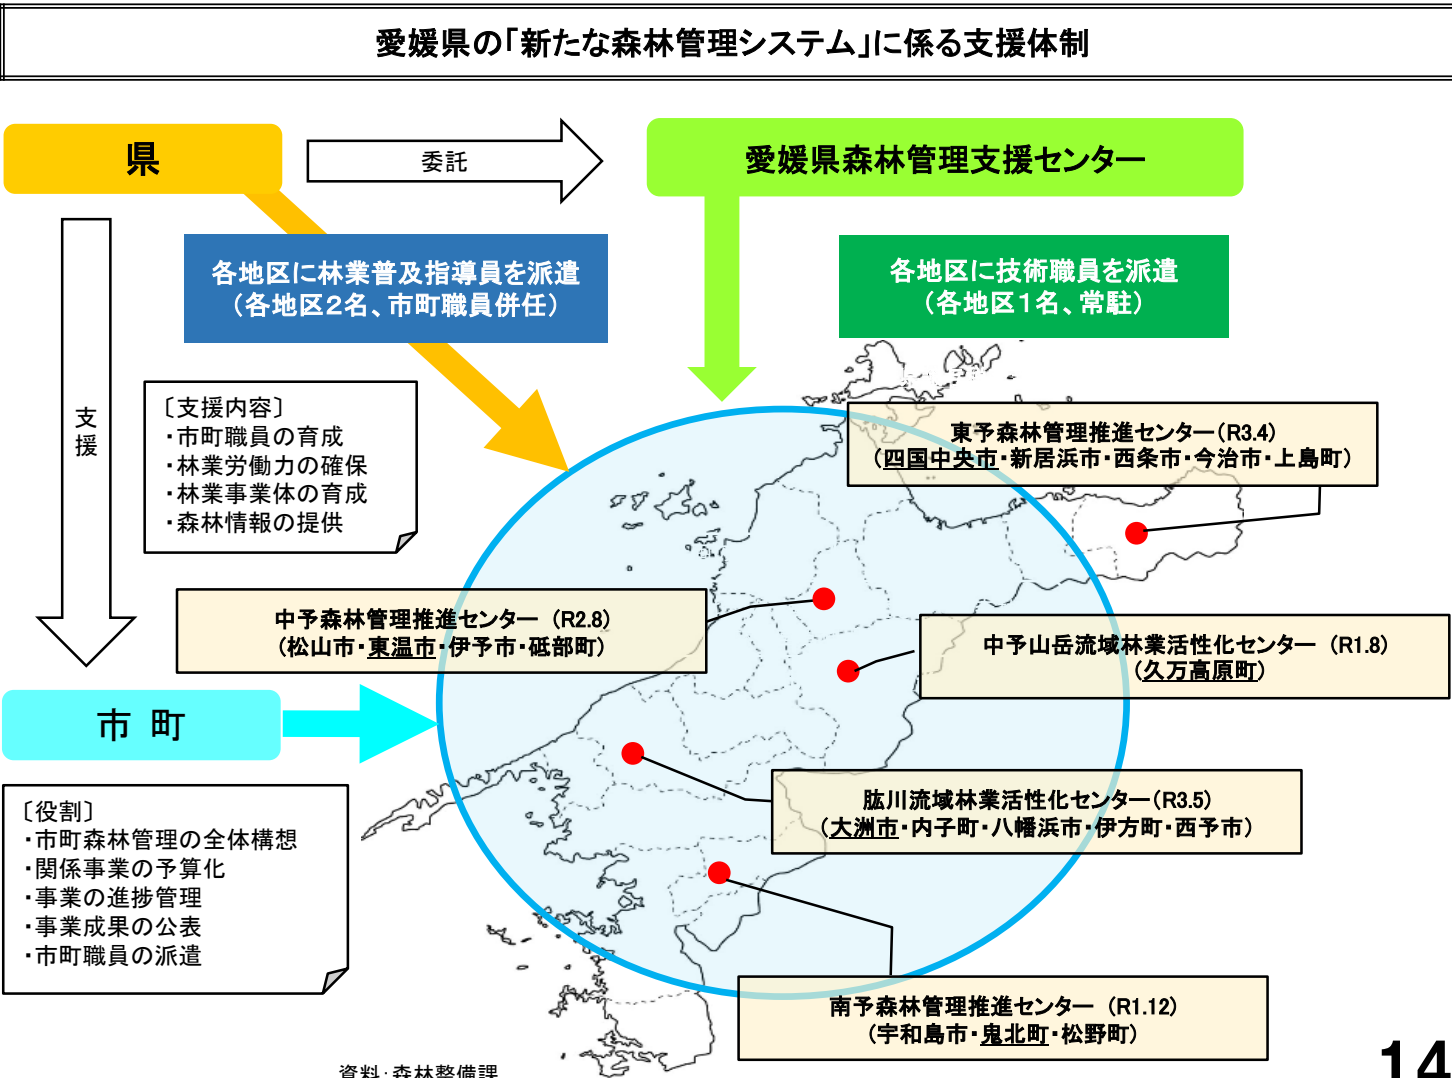 愛媛県の「新たな森林管理システム」に係る支援体制
県
委託
愛媛県森林管理支援センター
各地区に林業普及指導員を派遣
（各地区２名、市町職員併任）
各地区に技術職員を派遣
（各地区１名、常駐）
支援
〔支援内容〕
・市町職員の育成
・林業労働力の確保
・林業事業体の育成
・森林情報の提供
東予森林管理推進センター（R3.4）
（四国中央市・新居浜市・西条市・今治市・上島町）
中予森林管理推進センター （R2.8）
（松山市・東温市・伊予市・砥部町）
中予山岳流域林業活性化センター （R1.8）
（久万高原町）
市 町
肱川流域林業活性化センター（R3.5）
（大洲市・内子町・八幡浜市・伊方町・西予市）
〔役割〕
・市町森林管理の全体構想
・関係事業の予算化
・事業の進捗管理
・事業成果の公表
・市町職員の派遣
南予森林管理推進センター （R1.12）
（宇和島市・鬼北町・松野町）
資料：森林整備課
14